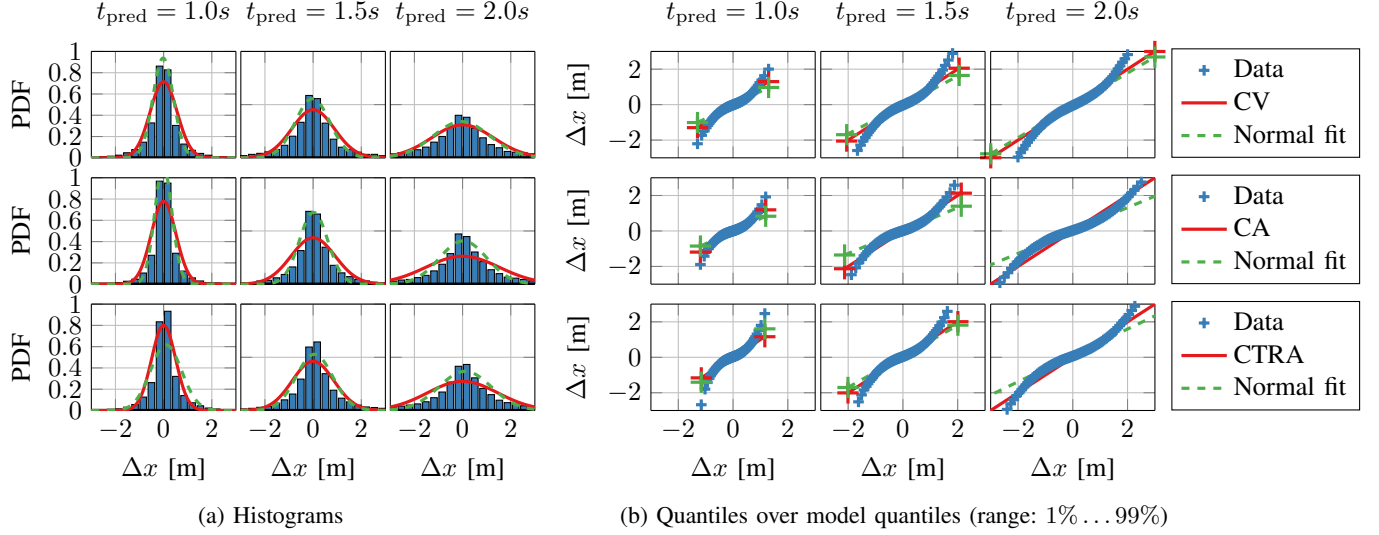 t_pred = 1.0s t_pred = 1.5s t_pred = 2.0s t_pred = 1.0s t_pred = 1.5s t_pred = 2.0s
PDF
1
0.8
0.6
0.4
0.2
0
Δx [m]
2
0
−2
Data
CV
Normal fit
PDF
1
0.8
0.6
0.4
0.2
0
Δx [m]
2
0
−2
Data
CA
Normal fit
PDF
1
0.8
0.6
0.4
0.2
0
Δx [m]
2
0
−2
Data
CTRA
Normal fit
−2 0 2 −2 0 2 −2 0 2 −2 0 2 −2 0 2 −2 0 2
Δx [m] Δx [m] Δx [m] Δx [m] Δx [m] Δx [m]
(a) Histograms
(b) Quantiles over model quantiles (range: 1% . . . 99%)